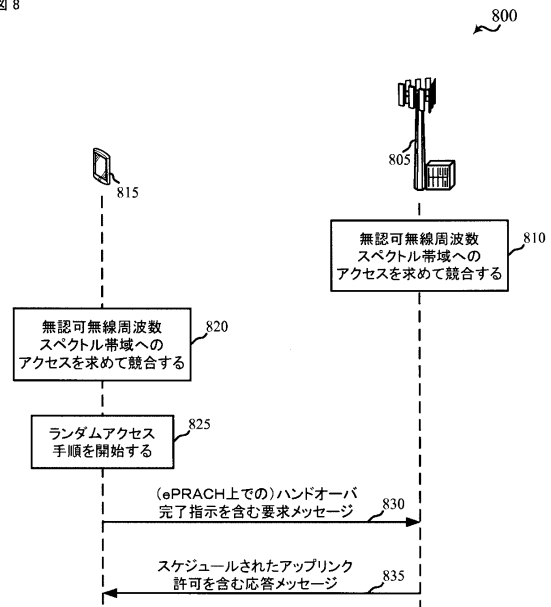 図 8
800
805
815
無認可無線周波数
スペクトル帯域への
アクセスを求めて競合する
810
無認可無線周波数
スペクトル帯域への
アクセスを求めて競合する
820
ランダムアクセス
手順を開始する
825
(ePRACH上での)ハンドオーバ
完了指示を含む要求メッセージ
830
スケジュールされたアップリンク
許可を含む応答メッセージ
835